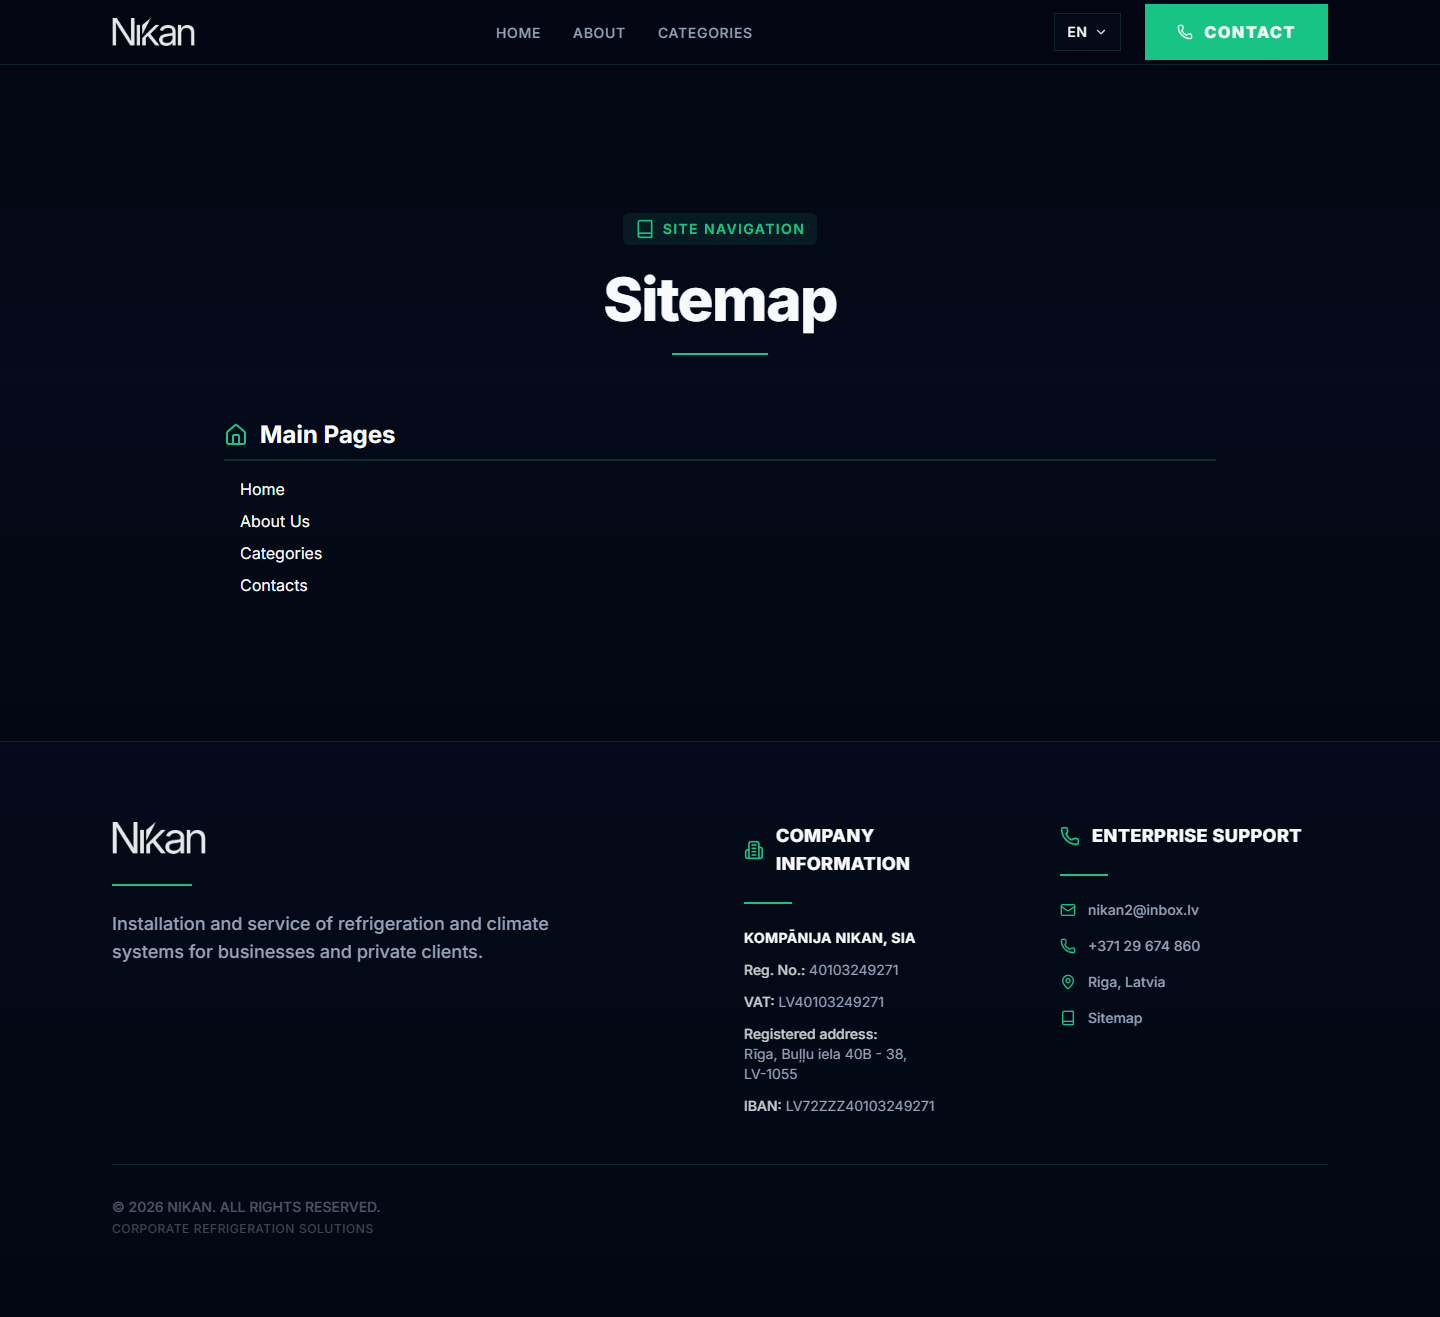 Nikan
HOME
ABOUT
CATEGORIES
EN
CONTACT
SITE NAVIGATION
Sitemap
Main Pages
Home
About Us
Categories
Contacts
Nikan
Installation and service of refrigeration and climate
systems for businesses and private clients.
COMPANY
INFORMATION
KOMPĀNIJA NIKAN, SIA
Reg. No.: 40103249271
VAT: LV40103249271
Registered address:
Rīga, Buļļu iela 40B - 38,
LV-1055
IBAN: LV72ZZZ40103249271
ENTERPRISE SUPPORT
nikan2@inbox.lv
+371 29 674 860
Riga, Latvia
Sitemap
© 2026 NIKAN. ALL RIGHTS RESERVED.
CORPORATE REFRIGERATION SOLUTIONS